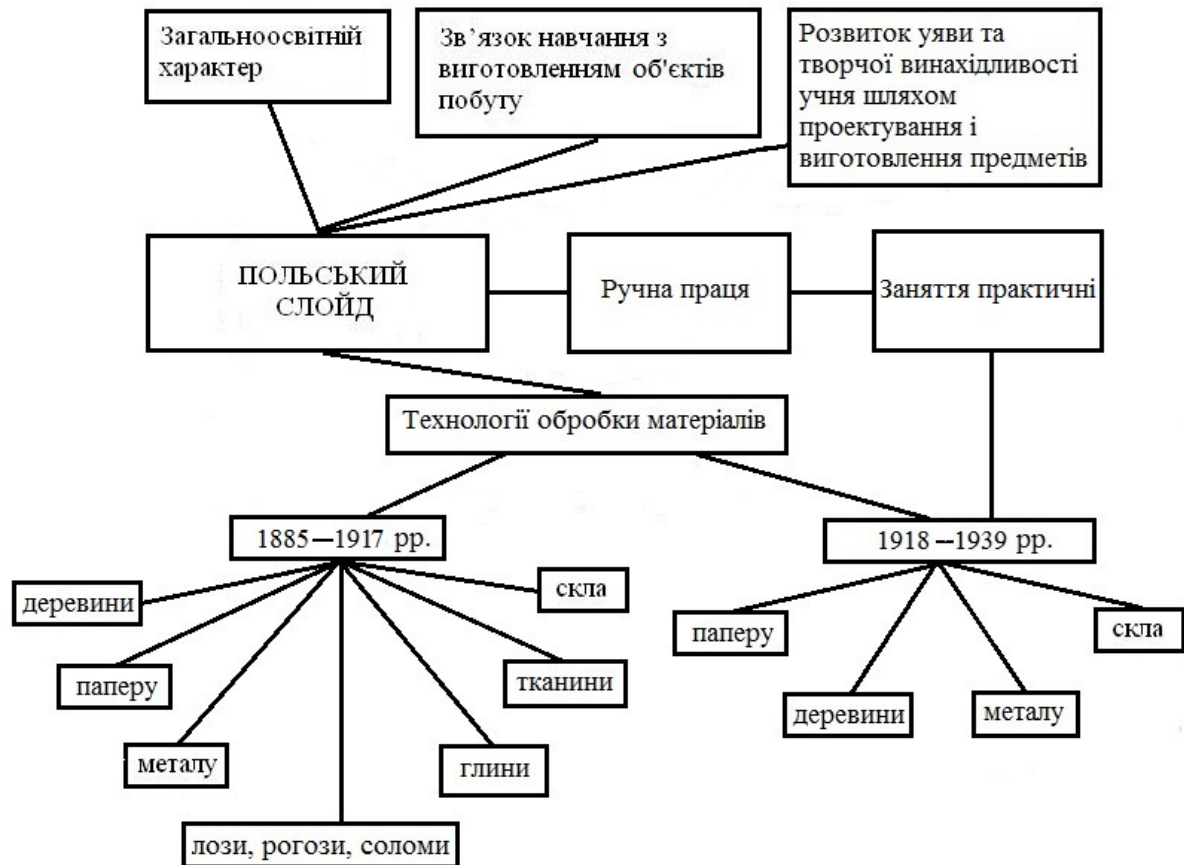 Загальноосвітній
характер
Зв’язок навчання з
виготовленням об'єктів
побуту
Розвиток уяви та
творчої винахідливості
учня шляхом
проектування і
виготовлення предметів
ПОЛЬСЬКИЙ
СЛОЙД
Ручна праця
Заняття практичні
Технології обробки матеріалів
1885—1917 рр.
1918 –1939 рр.
деревини
скла
паперу
тканини
металу
глини
лози, рогози, соломи
паперу
скла
деревини
металу